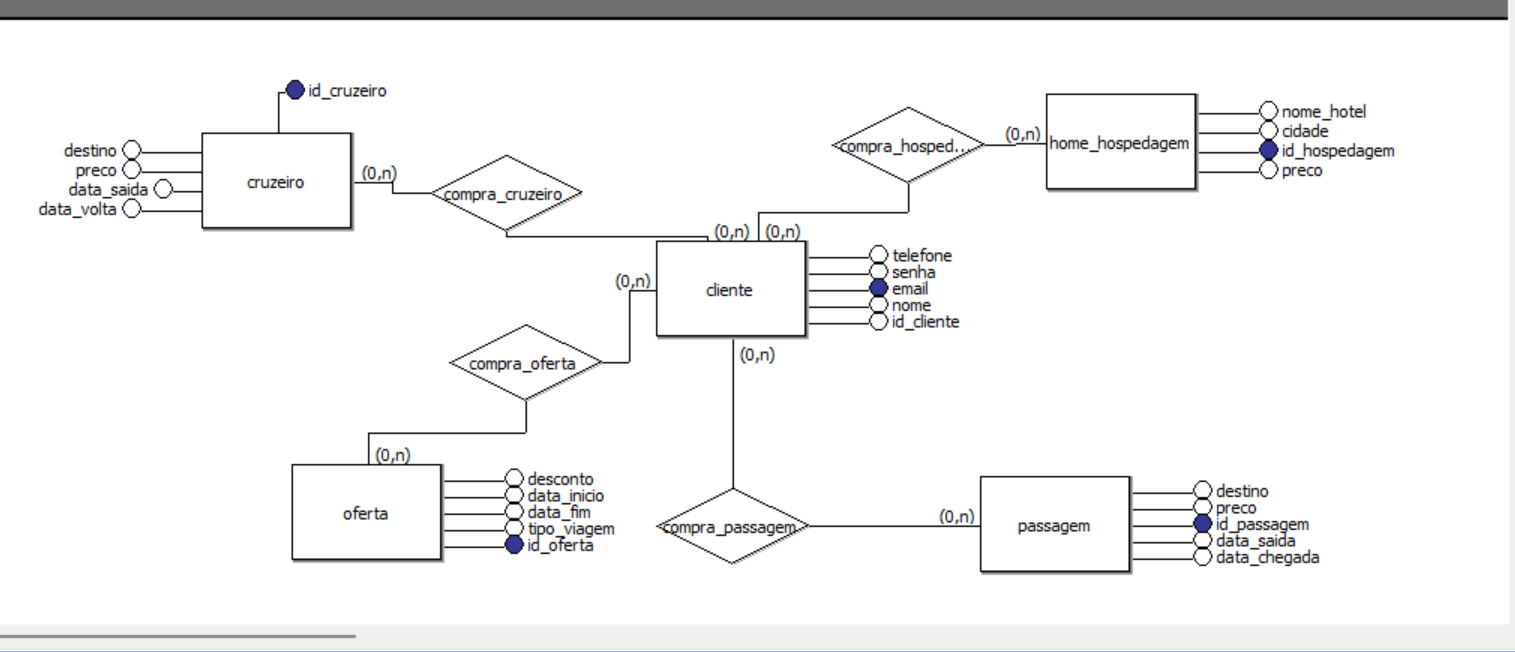 id_cruzeiro
destino
preco
data_saida
data_volta
cruzeiro
(0,n)
compra_cruzeiro
compra_hosped...
(0,n)
home_hospedagem
nome_hotel
cidade
id_hospedagem
preco
(0,n)
(0,n)
(0,n)
cliente
telefone
senha
email
nome
id_cliente
compra_oferta
(0,n)
(0,n)
oferta
desconto
data_inicio
data_fim
tipo_viagem
id_oferta
compra_passagem
(0,n)
passagem
destino
preco
id_passagem
data_saida
data_chegada